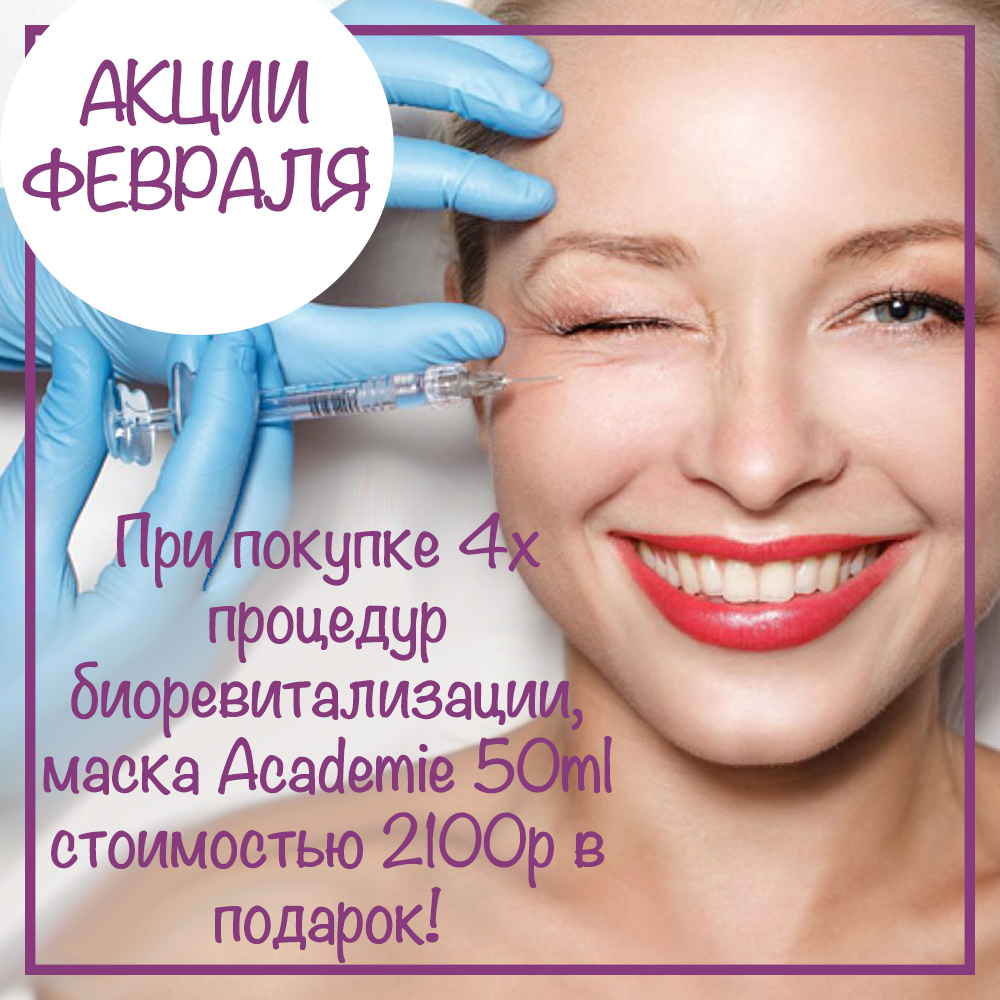 АКЦИИ
ФЕВРАЛЯ
При покупке 4х
процедур
биоревитализации,
маска Academie 50ml
стоимостью 2100р в
подарок!